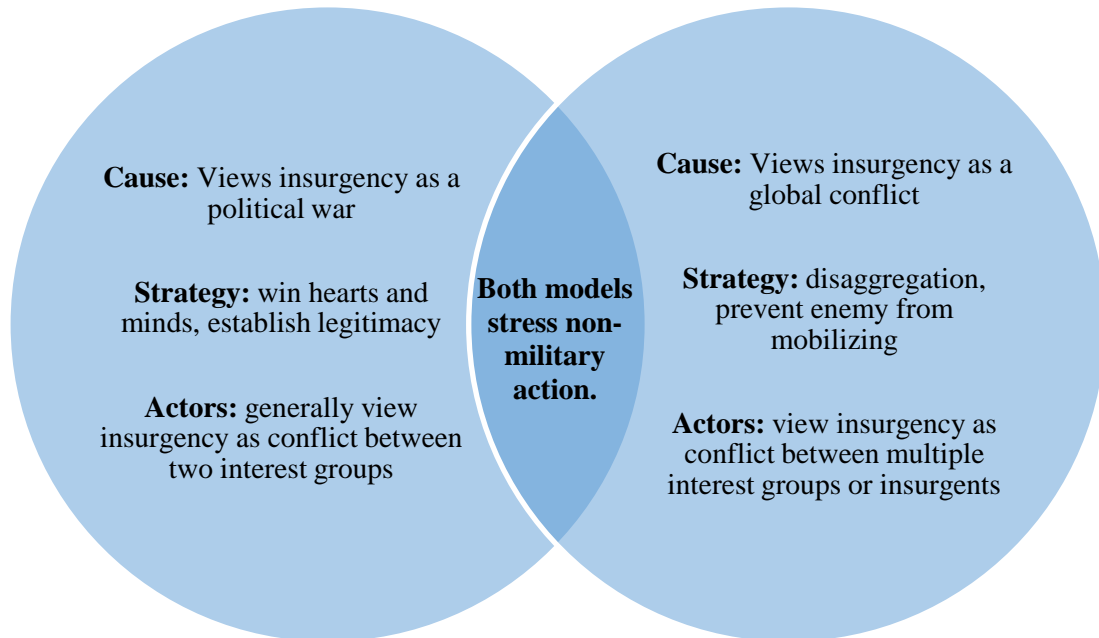 Cause: Views insurgency as a
political war
Strategy: win hearts and
minds, establish legitimacy
Actors: generally view
insurgency as conflict between
two interest groups
Both models
stress non-
military
action.
Cause: Views insurgency as a
global conflict
Strategy: disaggregation,
prevent enemy from
mobilizing
Actors: view insurgency as
conflict between multiple
interest groups or insurgents